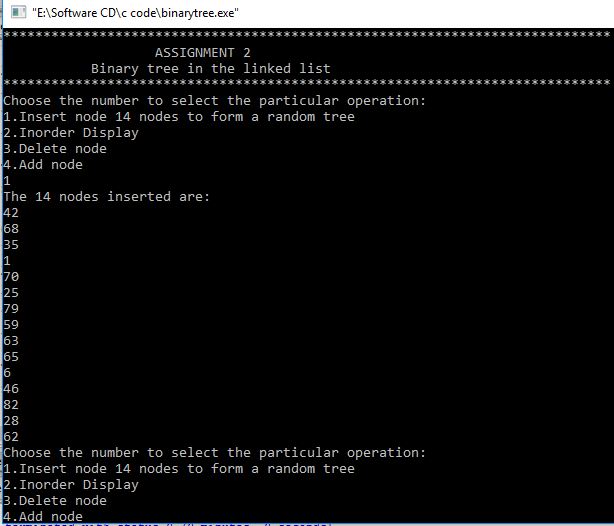 "E:\Software CD\c code\binarytree.exe"
****************************************************************************
ASSIGNMENT 2
Binary tree in the linked list
****************************************************************************
Choose the number to select the particular operation:
1.Insert node 14 nodes to form a random tree
2.Inorder Display
3.Delete node
4.Add node
1
The 14 nodes inserted are:
42
68
35
1
70
25
79
59
63
65
6
46
82
28
62
Choose the number to select the particular operation:
1.Insert node 14 nodes to form a random tree
2.Inorder Display
3.Delete node
4.Add node